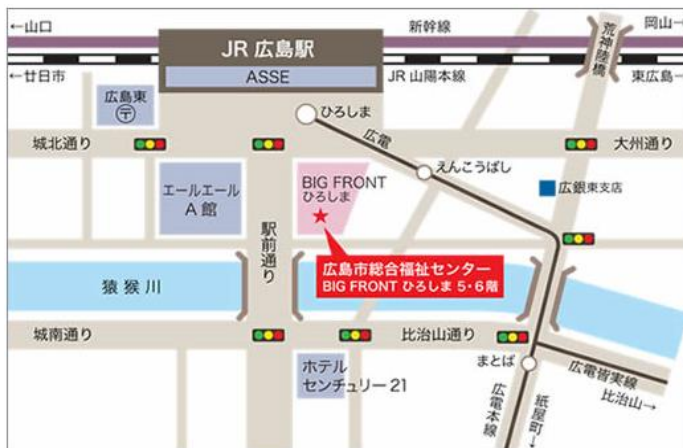 ←山口
新幹線
岡山→
JR 広島駅
ASSE
荒神陸橋
←廿日市
JR 山陽本線
東広島→
広島東
〒
ひろしま
広電
城北通り
大州通り
えんこうばし
エールエール
A 館
BIG FRONT
ひろしま
広銀東支店
駅前通り
広島市総合福祉センター
BIG FRONT ひろしま 5・6階
猿猴川
城南通り
比治山通り
まとば
ホテル
センチュリー21
広電皆実線
比治山→
広電本線
紙屋町→